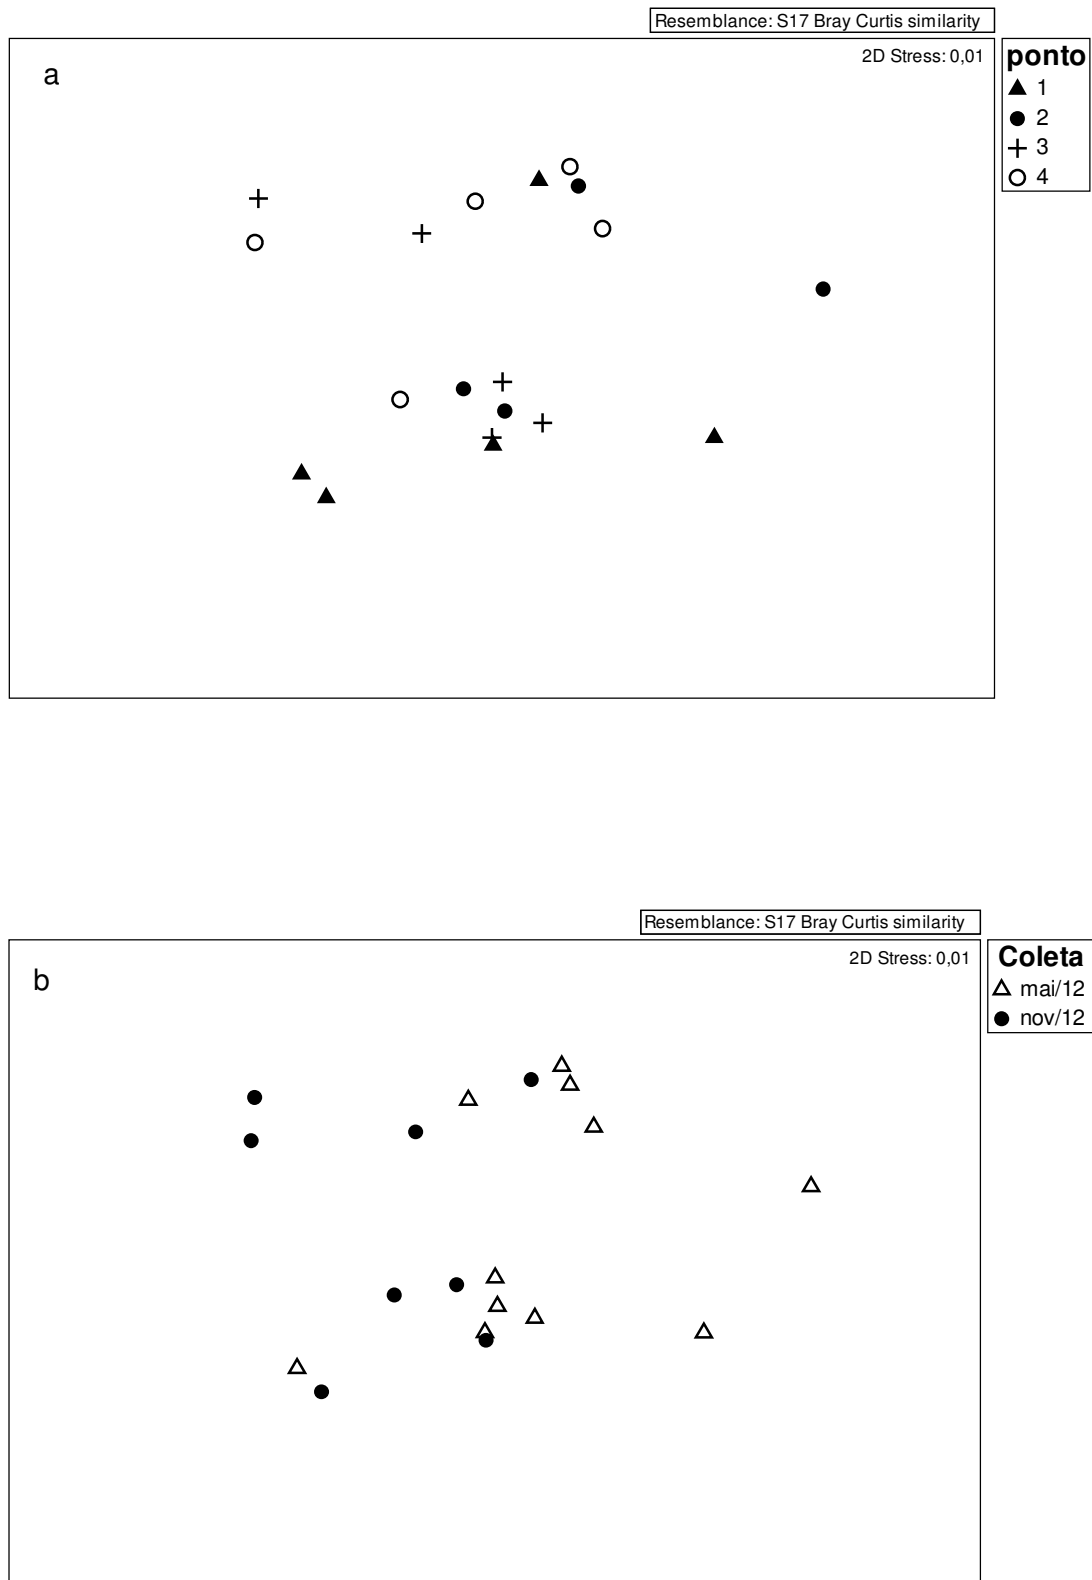 Resemblance: S17 Bray Curtis similarity
a
2D Stress: 0,01
ponto
1
2
3
4
Resemblance: S17 Bray Curtis similarity
b
2D Stress: 0,01
Coleta
mai/12
nov/12